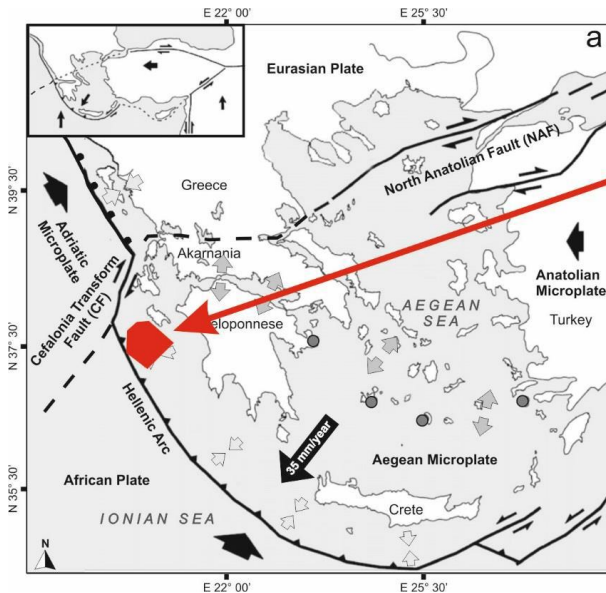 E 22° 00'
E 25° 30'
a
Eurasian Plate
North Anatolian Fault (NAF)
N 39° 30'
Greece
Adriatic
Microplate
Akarnania
Cefalonia Transform
Fault (CF)
Anatolian
Microplate
Turkey
AEGEAN
SEA
eloponnese
N 37° 30'
Hellenic Arc
35 mm/year
Aegean Microplate
African Plate
N 35° 30'
IONIAN SEA
Crete
N
E 22° 00'
E 25° 30'